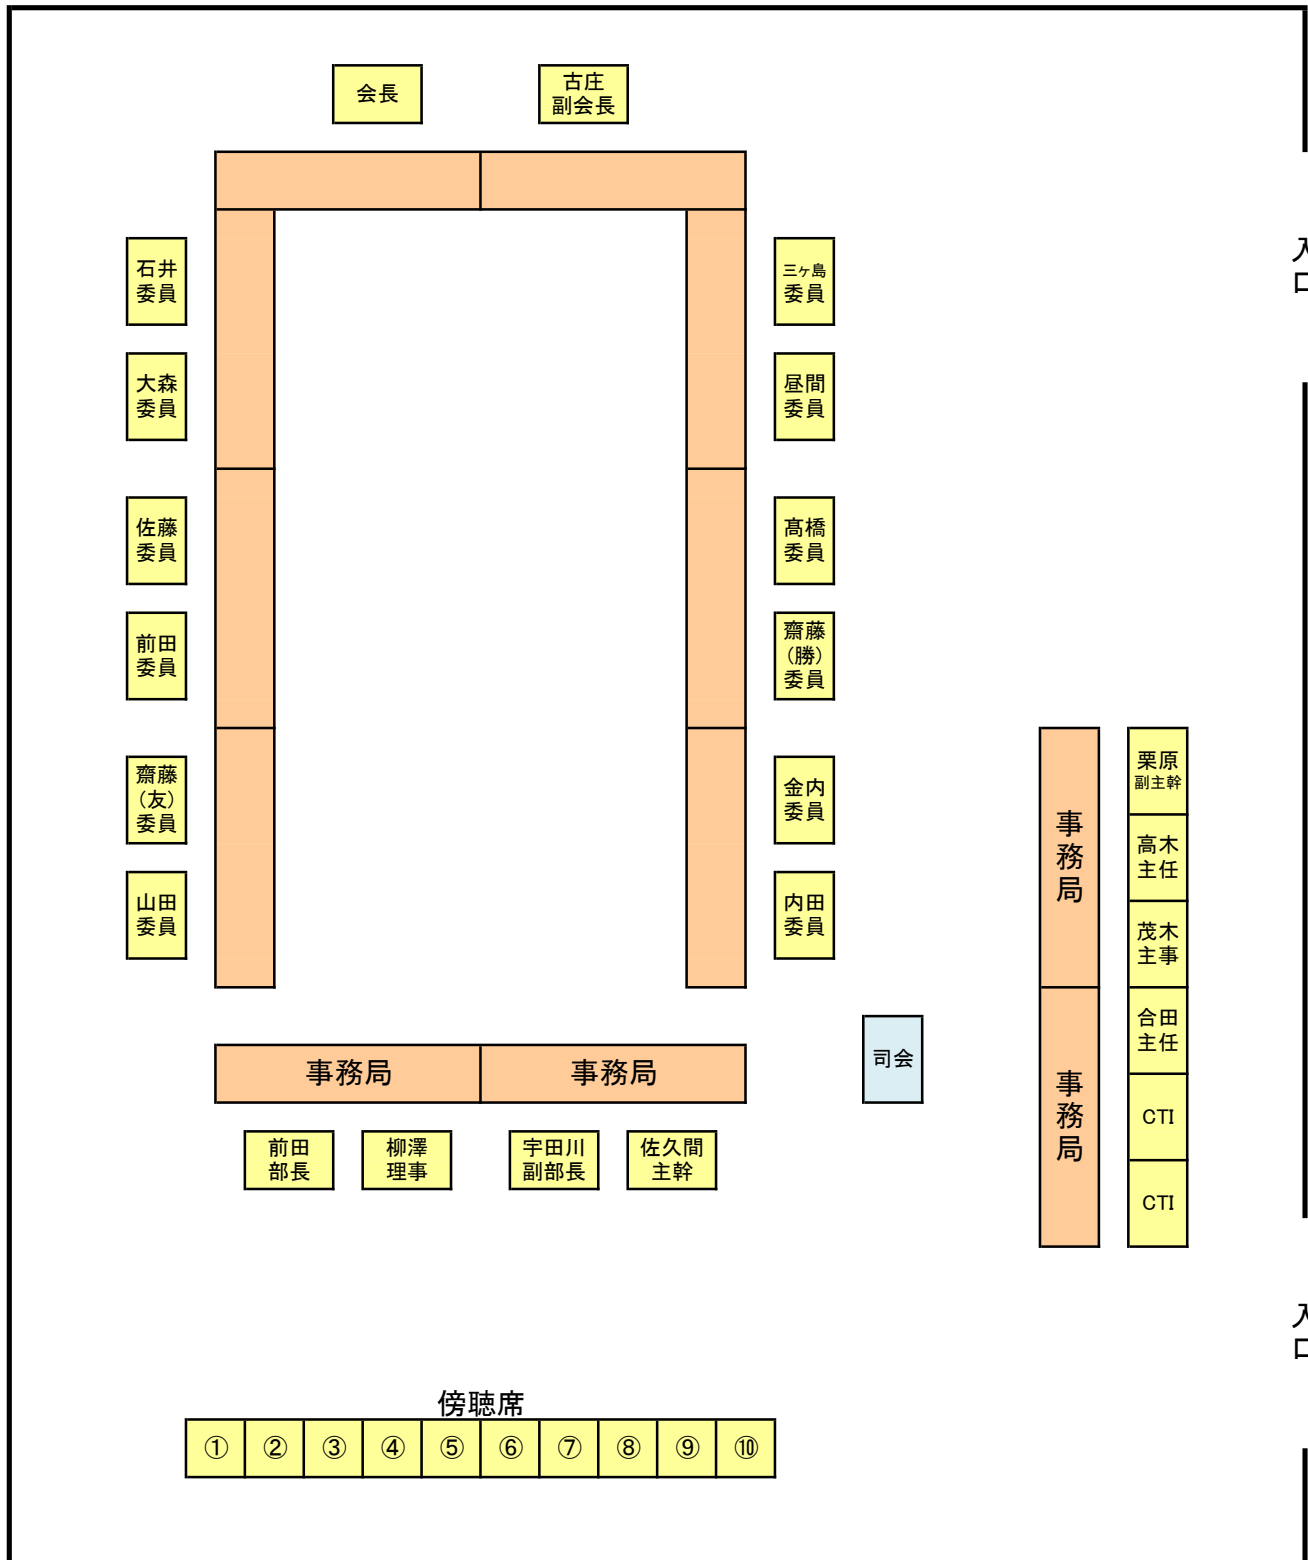 会長
古庄
副会長
石井
委員
三ヶ島
委員
入
口
大森
委員
昼間
委員
佐藤
委員
髙橋
委員
前田
委員
齋藤
（勝）
委員
齋藤
（友）
委員
金内
委員
山田
委員
内田
委員
事
務
局
栗原
副主幹
高木
主任
茂木
主事
合田
主任
事
務
局
CTI
CTI
司会
事務局
事務局
前田
部長
柳澤
理事
宇田川
副部長
佐久間
主幹
入
口
傍聴席
① ② ③ ④ ⑤ ⑥ ⑦ ⑧ ⑨ ⑩